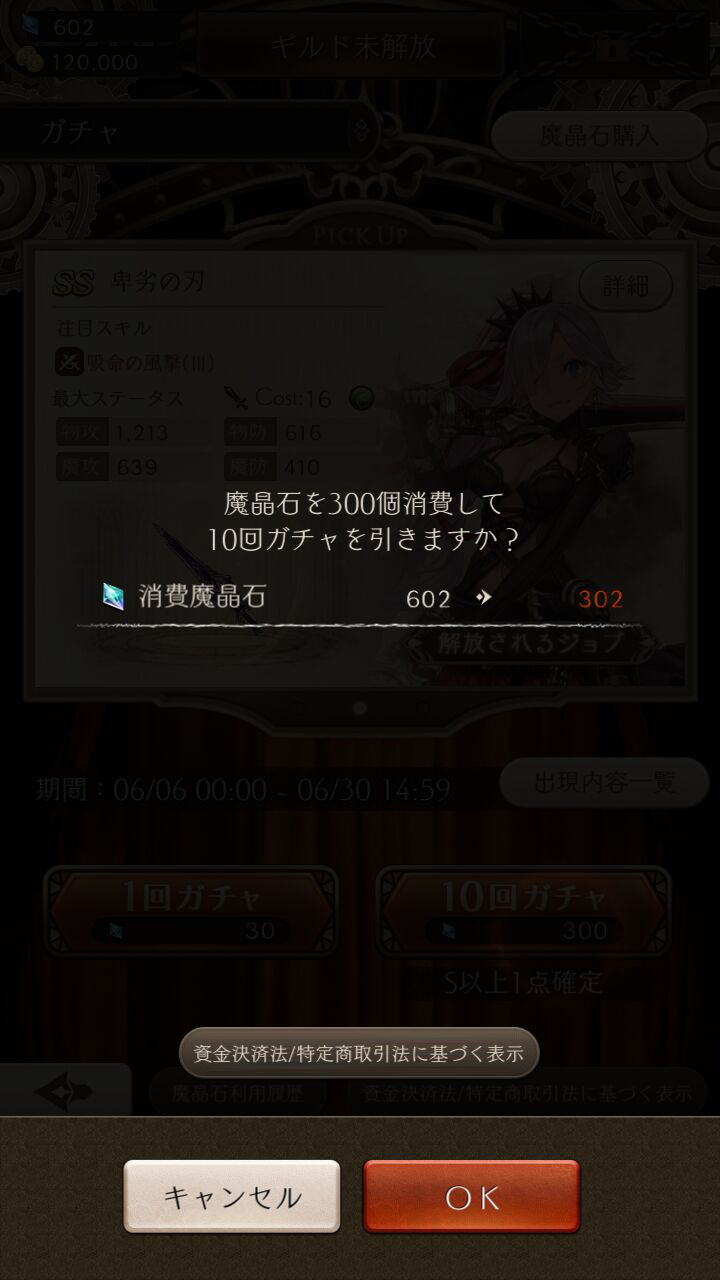 602
120,000
ギルド未解放
ガチャ
魔晶石購入
PICK UP
SS 卑劣の刃
詳細
注目スキル
吸命の風撃(III)
最大ステータス Cost:16
物攻 1,213 物防 616
魔攻 639 魔防 410
魔晶石を300個消費して
10回ガチャを引きますか？
消費魔晶石 602 302
解放されるジョブ
期間：06/06 00:00 ~ 06/30 14:59
出現内容一覧
1回ガチャ
30
10回ガチャ
300
S以上1点確定
資金決済法/特定商取引法に基づく表示
魔晶石利用履歴
資金決済法/特定商取引法に基づく表示
キャンセル
OK